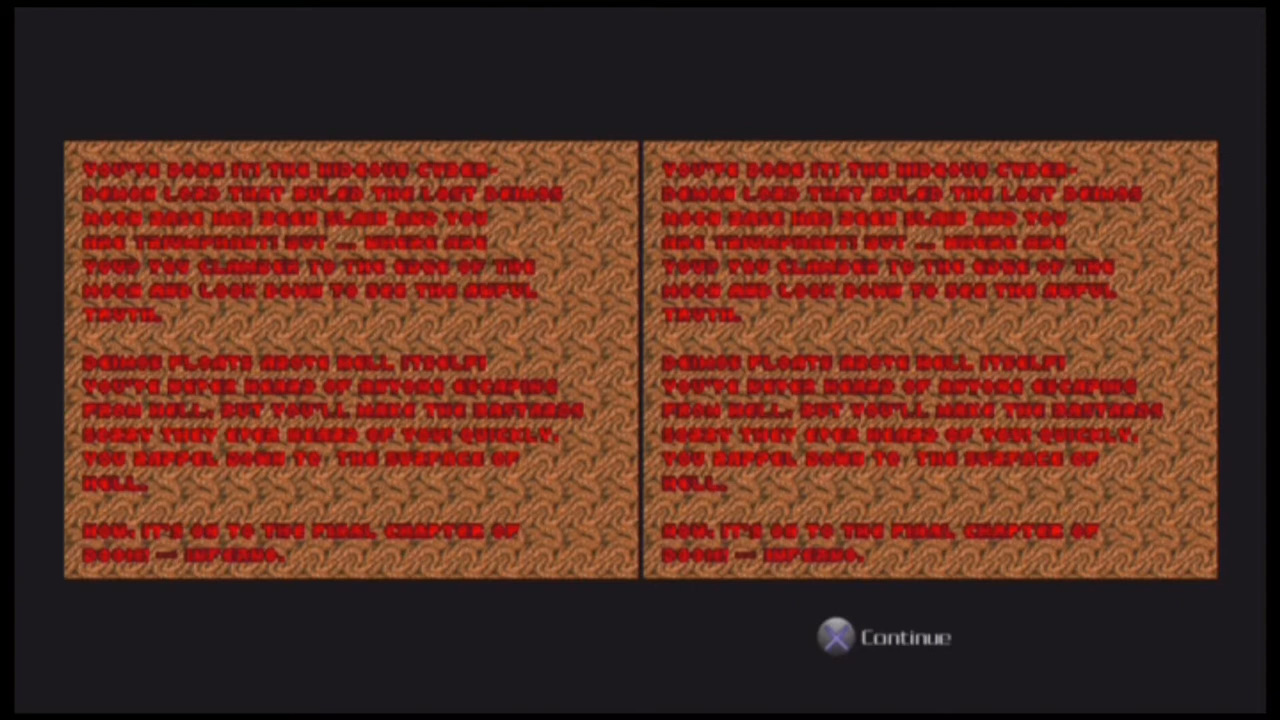 YOU'VE DONE IT! THE HIDEOUS CYBER-
DEMON LORD THAT RULED THE LOST DEIMOS
MOON BASE HAS BEEN SLAIN AND YOU
ARE TRIUMPHANT! BUT ... WHERE ARE
YOU? YOU CLAMBER TO THE EDGE OF THE
MOON AND LOOK DOWN TO SEE THE AWFUL
TRUTH.
DEIMOS FLOATS ABOVE HELL ITSELF!
YOU'VE NEVER HEARD OF ANYONE ESCAPING
FROM HELL, BUT YOU'LL MAKE THE BASTARDS
SORRY THEY EVER HEARD OF YOU! QUICKLY,
YOU RAPPEL DOWN TO THE SURFACE OF
HELL.
NOW, IT'S ON TO THE FINAL CHAPTER OF
DOOM! -- INFERNO.
YOU'VE DONE IT! THE HIDEOUS CYBER-
DEMON LORD THAT RULED THE LOST DEIMOS
MOON BASE HAS BEEN SLAIN AND YOU
ARE TRIUMPHANT! BUT ... WHERE ARE
YOU? YOU CLAMBER TO THE EDGE OF THE
MOON AND LOOK DOWN TO SEE THE AWFUL
TRUTH.
DEIMOS FLOATS ABOVE HELL ITSELF!
YOU'VE NEVER HEARD OF ANYONE ESCAPING
FROM HELL, BUT YOU'LL MAKE THE BASTARDS
SORRY THEY EVER HEARD OF YOU! QUICKLY,
YOU RAPPEL DOWN TO THE SURFACE OF
HELL.
NOW, IT'S ON TO THE FINAL CHAPTER OF
DOOM! -- INFERNO.
Continue